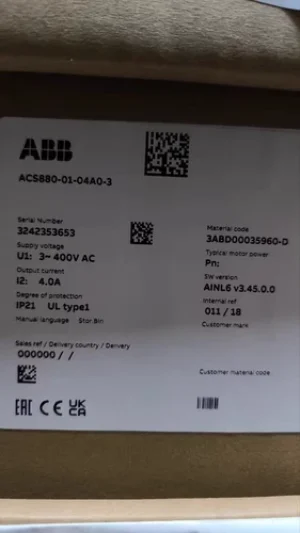 ABB
ACS880-01-04A0-3
Serial Number
3242353653
Supply voltage
U1: 3~ 400V AC
Output current
I2: 4.0A
Degree of protection
IP21 UL type1
Manual language
Material code
3ABD00035960-D
Typical motor power
Pn:
SW version
AINL6 v3.45.0.0
Internal ref
011 / 18
Customer mark
Sales ref / Delivery country / Delivery
000000 / /
Customer material code
EAC CE UK CA